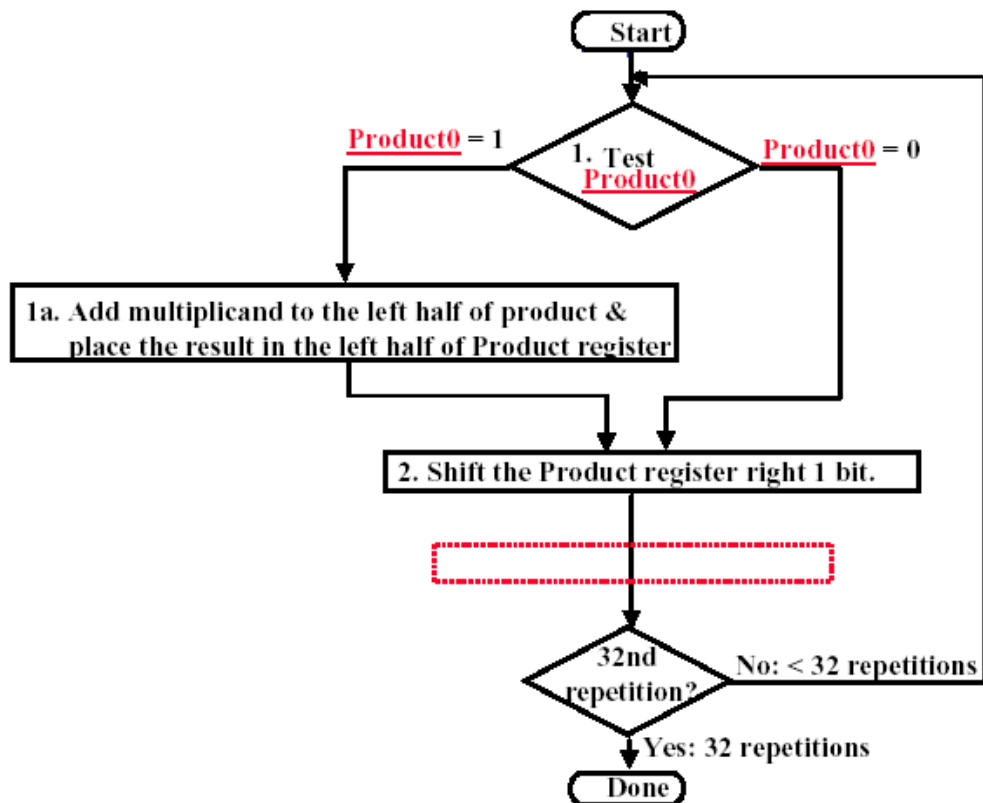 Start
Product0 = 1
1. Test
Product0
Product0 = 0
1a. Add multiplicand to the left half of product &
place the result in the left half of Product register
2. Shift the Product register right 1 bit.
32nd
repetition?
No: < 32 repetitions
Yes: 32 repetitions
Done